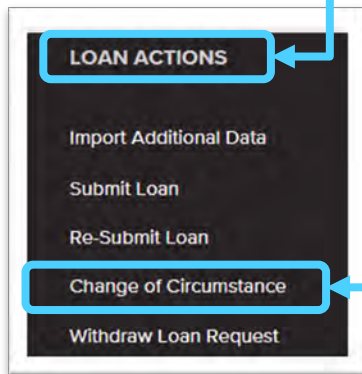 LOAN ACTIONS
Import Additional Data
Submit Loan
Re-Submit Loan
Change of Circumstance
Withdraw Loan Request